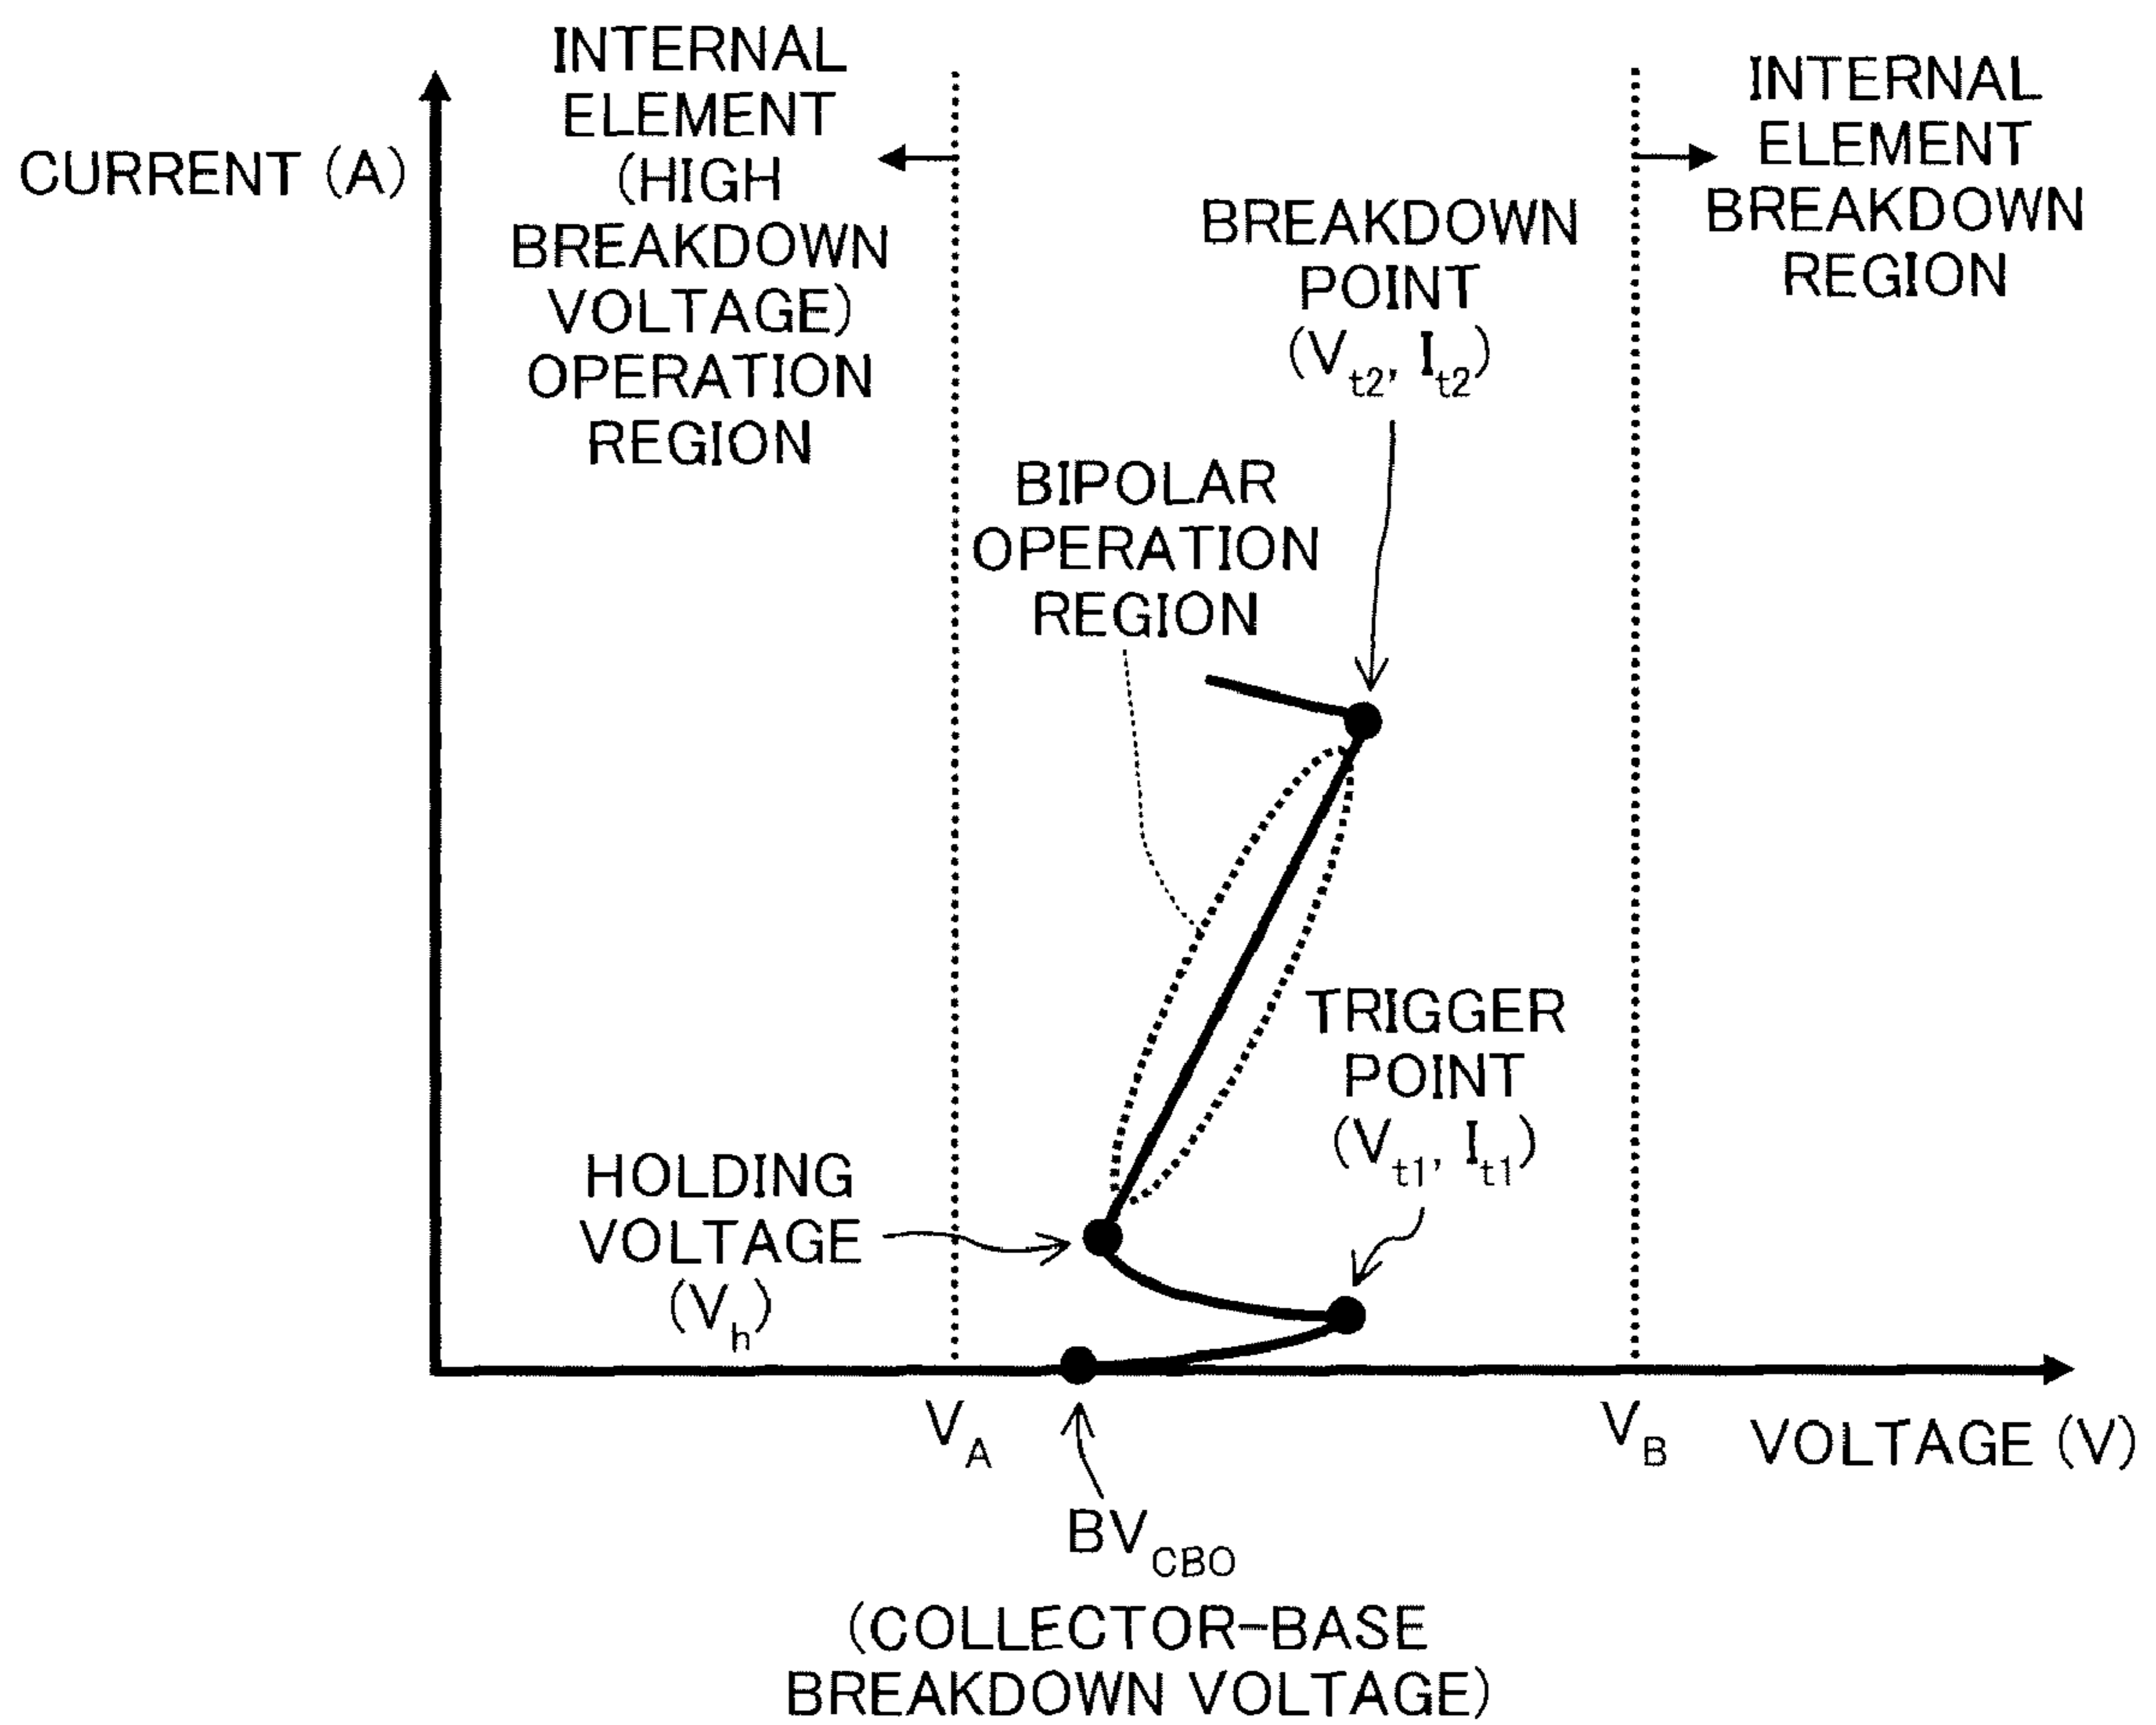 CURRENT (A)
INTERNAL
ELEMENT
(HIGH
BREAKDOWN
VOLTAGE)
OPERATION
REGION
INTERNAL
ELEMENT
BREAKDOWN
REGION
BREAKDOWN
POINT
(Vt2, It2)
BIPOLAR
OPERATION
REGION
TRIGGER
POINT
(Vt1, It1)
HOLDING
VOLTAGE
(Vh)
VA
VB
VOLTAGE (V)
BVCBO
(COLLECTOR-BASE
BREAKDOWN VOLTAGE)